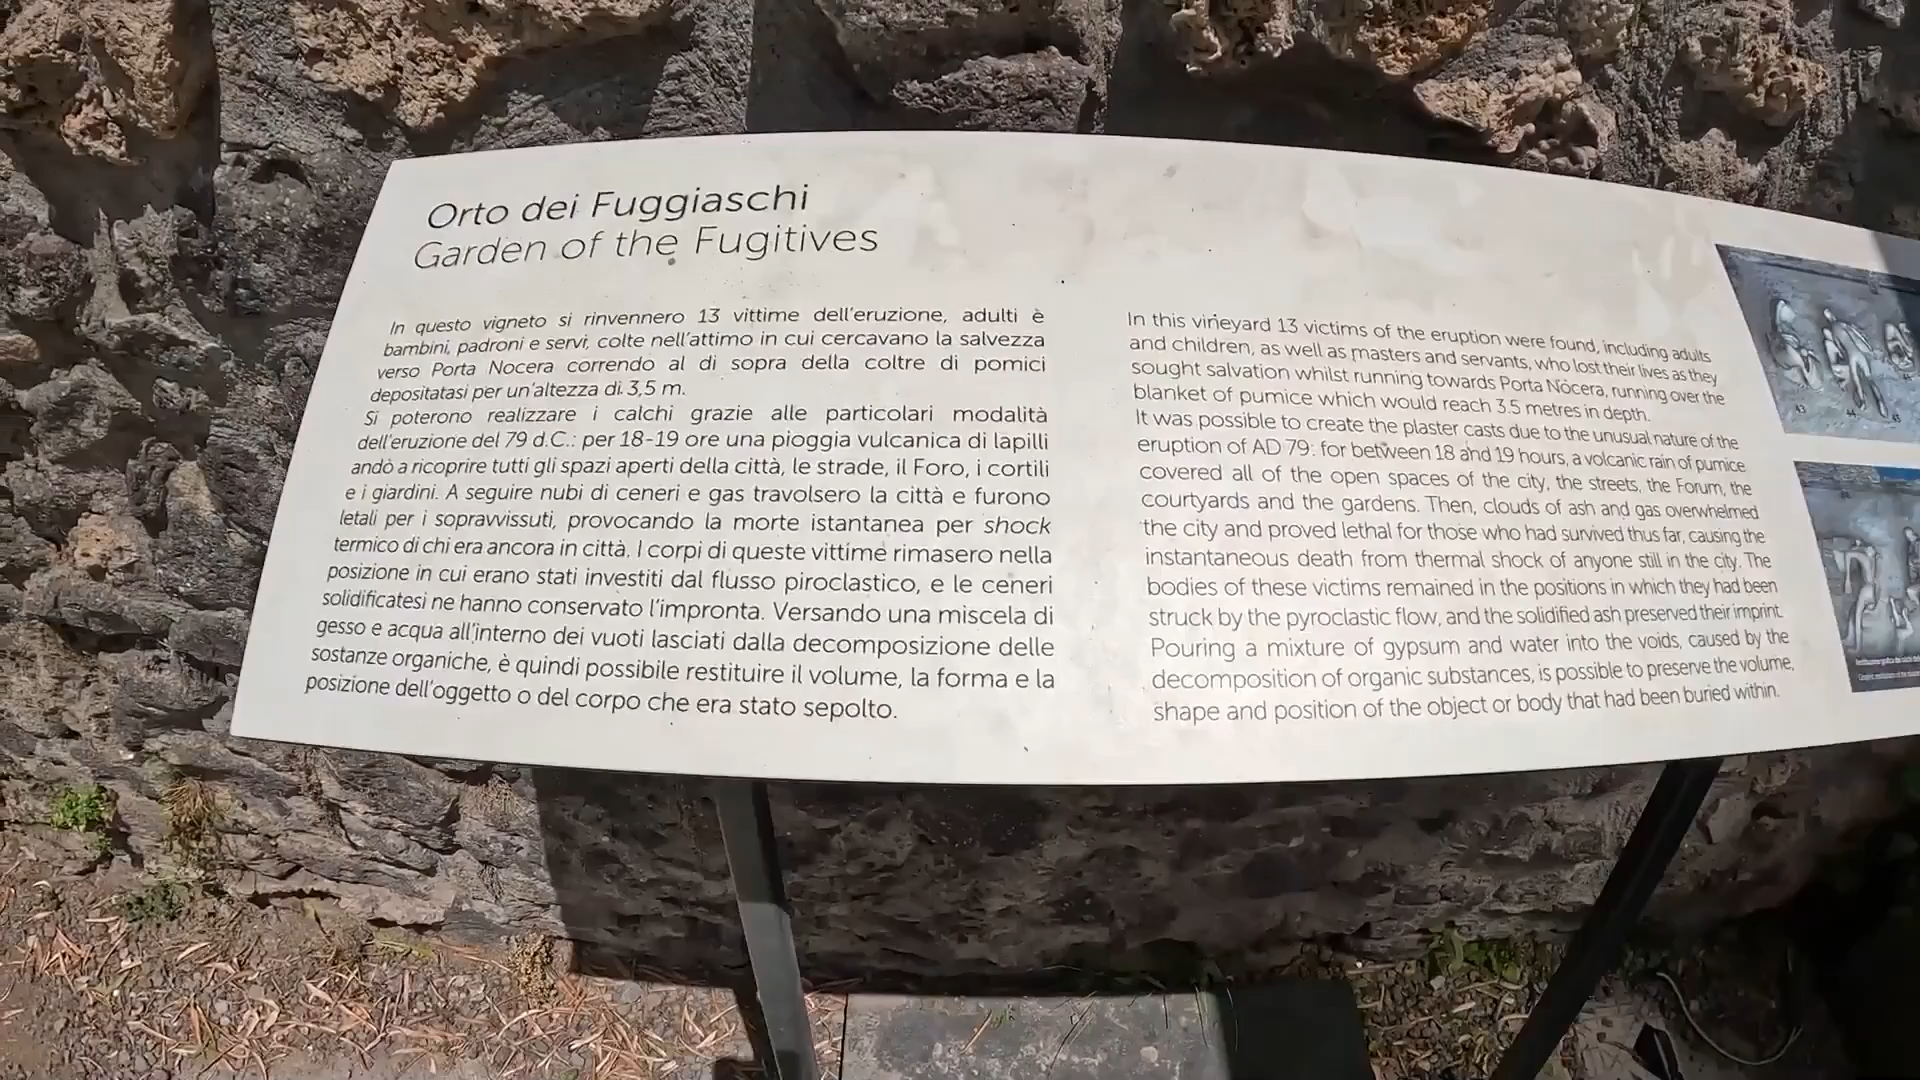 Orto dei Fuggiaschi
Garden of the Fugitives
In questo vigneto si rinvennero 13 vittime dell'eruzione, adulti è
bambini, padroni e servi, colte nell'attimo in cui cercavano la salvezza
verso Porta Nocera correndo al di sopra della coltre di pomici
depositatasi per un'altezza di 3,5 m.
Si poterono realizzare i calchi grazie alle particolari modalità
dell'eruzione del 79 d.C.: per 18-19 ore una pioggia vulcanica di lapilli
andò a ricoprire tutti gli spazi aperti della città, le strade, il Foro, i cortili
e i giardini. A seguire nubi di ceneri e gas travolsero la città e furono
letali per i sopravvissuti, provocando la morte istantanea per shock
termico di chi era ancora in città. I corpi di queste vittime rimasero nella
posizione in cui erano stati investiti dal flusso piroclastico, e le ceneri
solidificatesi ne hanno conservato l'impronta. Versando una miscela di
gesso e acqua all'interno dei vuoti lasciati dalla decomposizione delle
sostanze organiche, è quindi possibile restituire il volume, la forma e la
posizione dell'oggetto o del corpo che era stato sepolto.
In this vineyard 13 victims of the eruption were found, including adults
and children, as well as masters and servants, who lost their lives as they
sought salvation whilst running towards Porta Nocera, running over the
blanket of pumice which would reach 3.5 metres in depth.
It was possible to create the plaster casts due to the unusual nature of the
eruption of AD 79: for between 18 and 19 hours, a volcanic rain of pumice
covered all of the open spaces of the city, the streets, the Forum, the
courtyards and the gardens. Then, clouds of ash and gas overwhelmed
the city and proved lethal for those who had survived thus far, causing the
instantaneous death from thermal shock of anyone still in the city. The
bodies of these victims remained in the positions in which they had been
struck by the pyroclastic flow, and the solidified ash preserved their imprint.
Pouring a mixture of gypsum and water into the voids, caused by the
decomposition of organic substances, is possible to preserve the volume,
shape and position of the object or body that had been buried within.
43
44
45